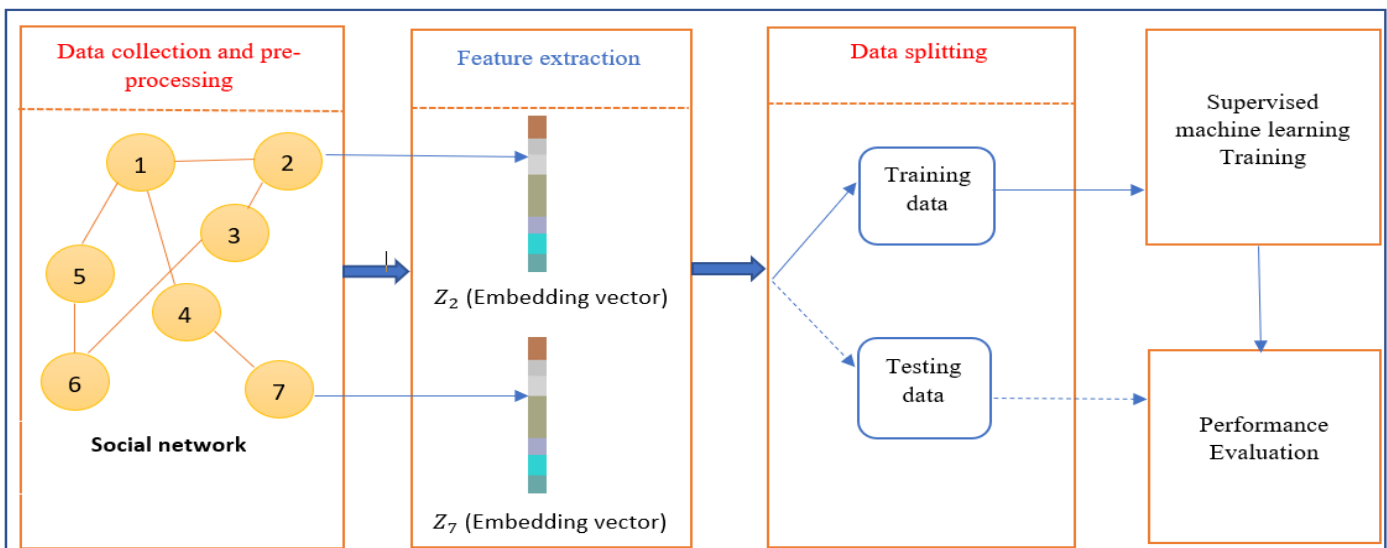 Data collection and pre-
processing
1
2
3
5
4
6
7
Social network
Feature extraction
Z₂ (Embedding vector)
Z₇ (Embedding vector)
Data splitting
Training
data
Testing
data
Supervised
machine learning
Training
Performance
Evaluation